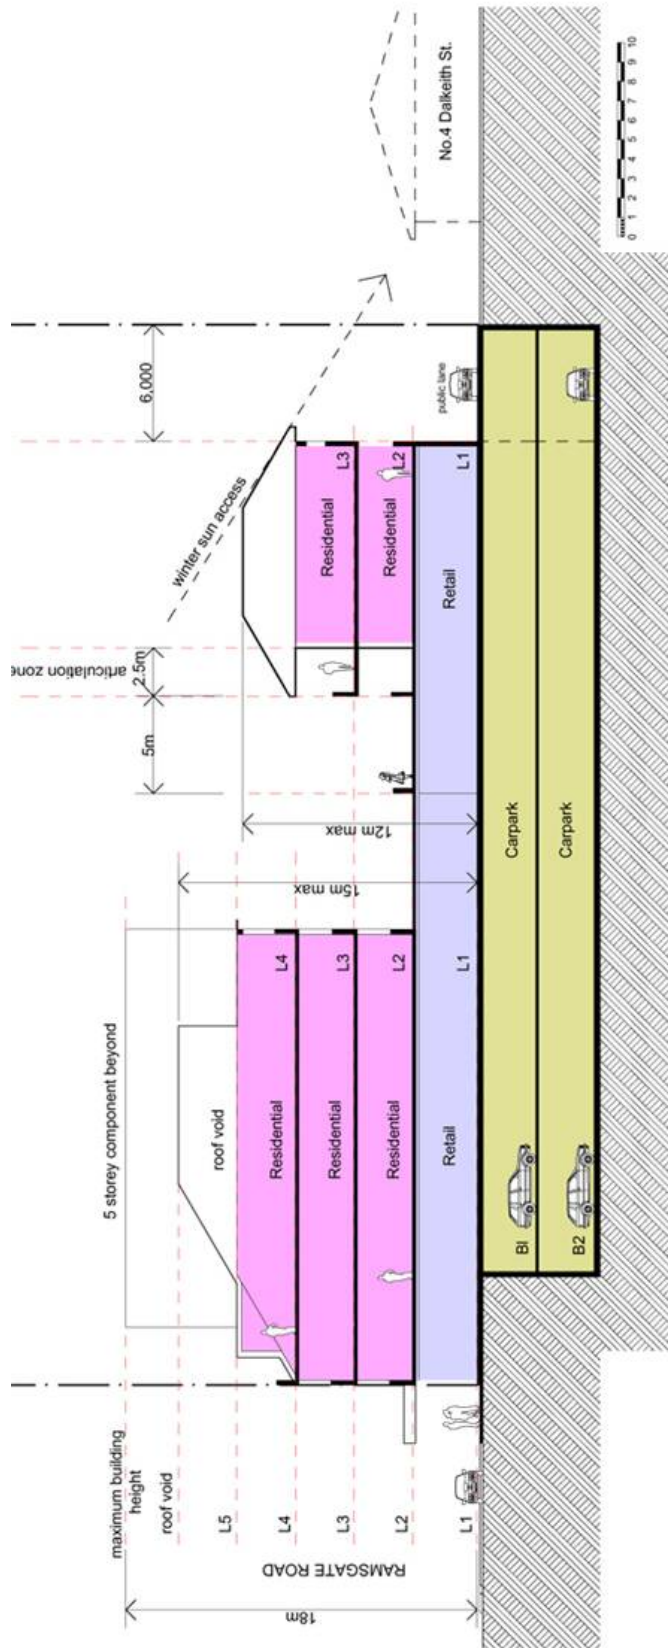 maximum building
height
roof void
L5
L4
L3
L2
L1
RAMSGATE ROAD
18m
5 storey component beyond
roof void
Residential
L4
Residential
L3
Residential
L2
Retail
L1
15m max
12m max
5m
2.5m
articulation zone
winter sun access
6,000
Residential
L3
Residential
L2
Retail
L1
public lane
No.4 Dalkeith St.
BI
Carpark
B2
Carpark
0 1 2 3 4 5 6 7 8 9 10